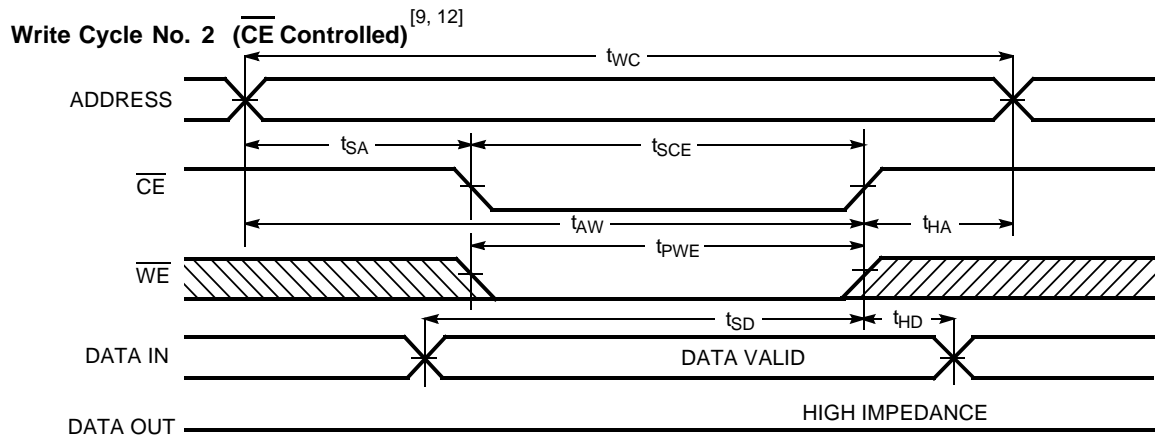 Write Cycle No. 2 (CE Controlled)[9, 12]
tWC
ADDRESS
tSA
tSCE
CE
tAW
tHA
tPWE
WE
tSD
tHD
DATA IN
DATA VALID
HIGH IMPEDANCE
DATA OUT